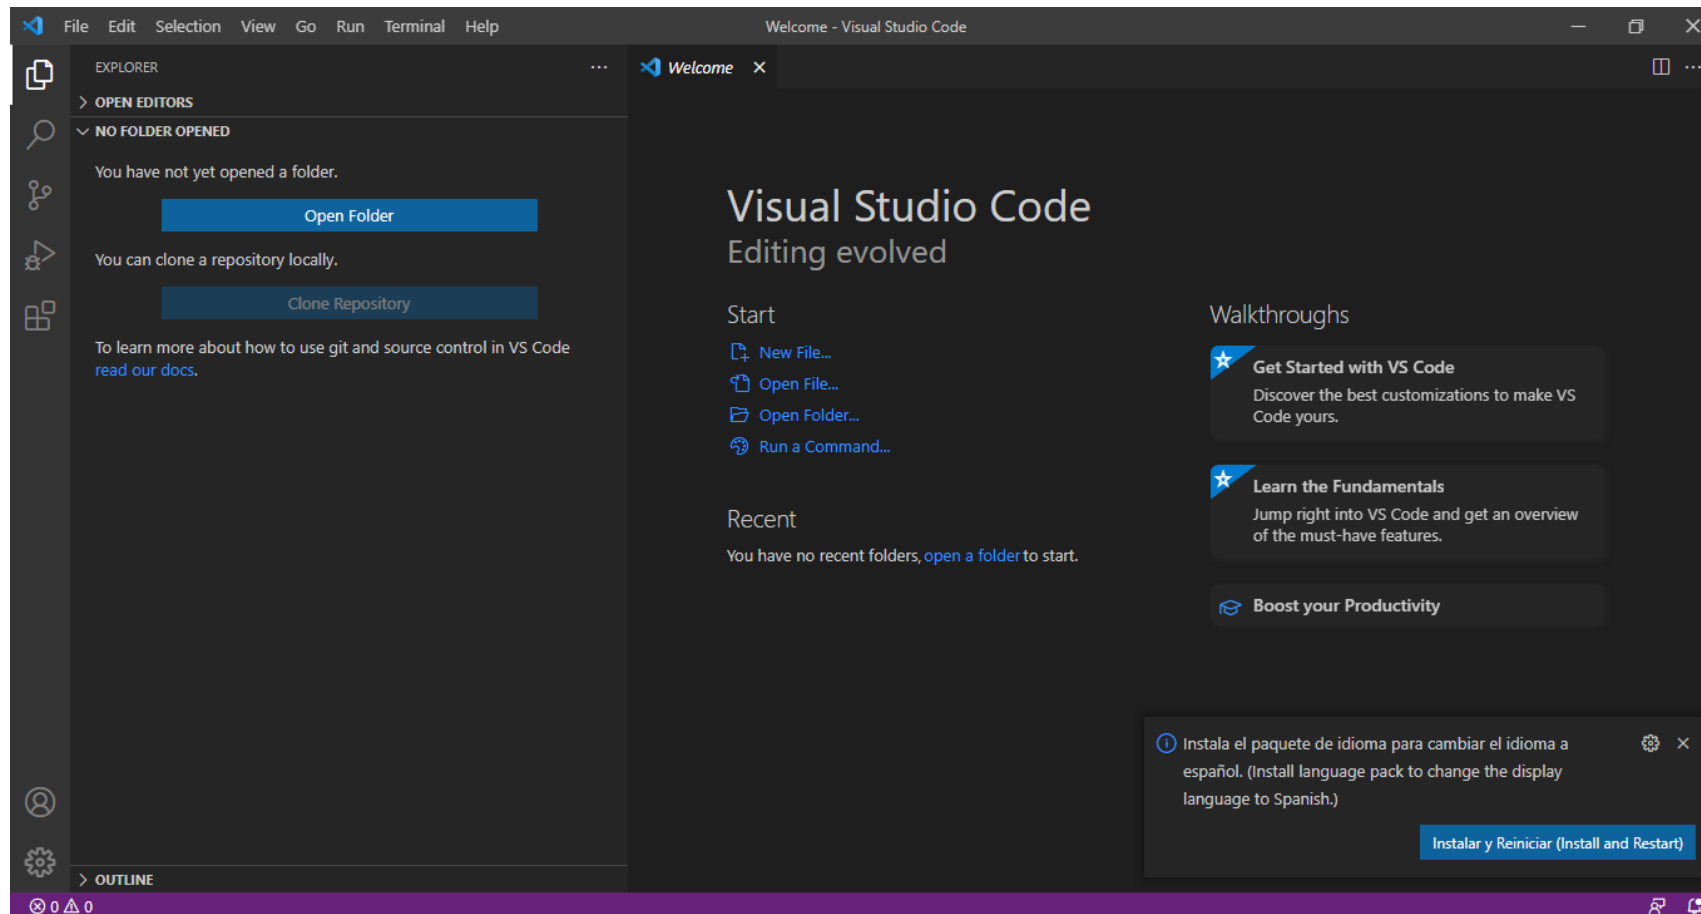 File Edit Selection View Go Run Terminal Help
Welcome - Visual Studio Code
EXPLORER
OPEN EDITORS
NO FOLDER OPENED
You have not yet opened a folder.
Open Folder
You can clone a repository locally.
Clone Repository
To learn more about how to use git and source control in VS Code
read our docs.
OUTLINE
Welcome
Visual Studio Code
Editing evolved
Start
New File...
Open File...
Open Folder...
Run a Command...
Recent
You have no recent folders, open a folder to start.
Walkthroughs
Get Started with VS Code
Discover the best customizations to make VS
Code yours.
Learn the Fundamentals
Jump right into VS Code and get an overview
of the must-have features.
Boost your Productivity
Instala el paquete de idioma para cambiar el idioma a
español. (Install language pack to change the display
language to Spanish.)
Instalar y Reiniciar (Install and Restart)
0 0